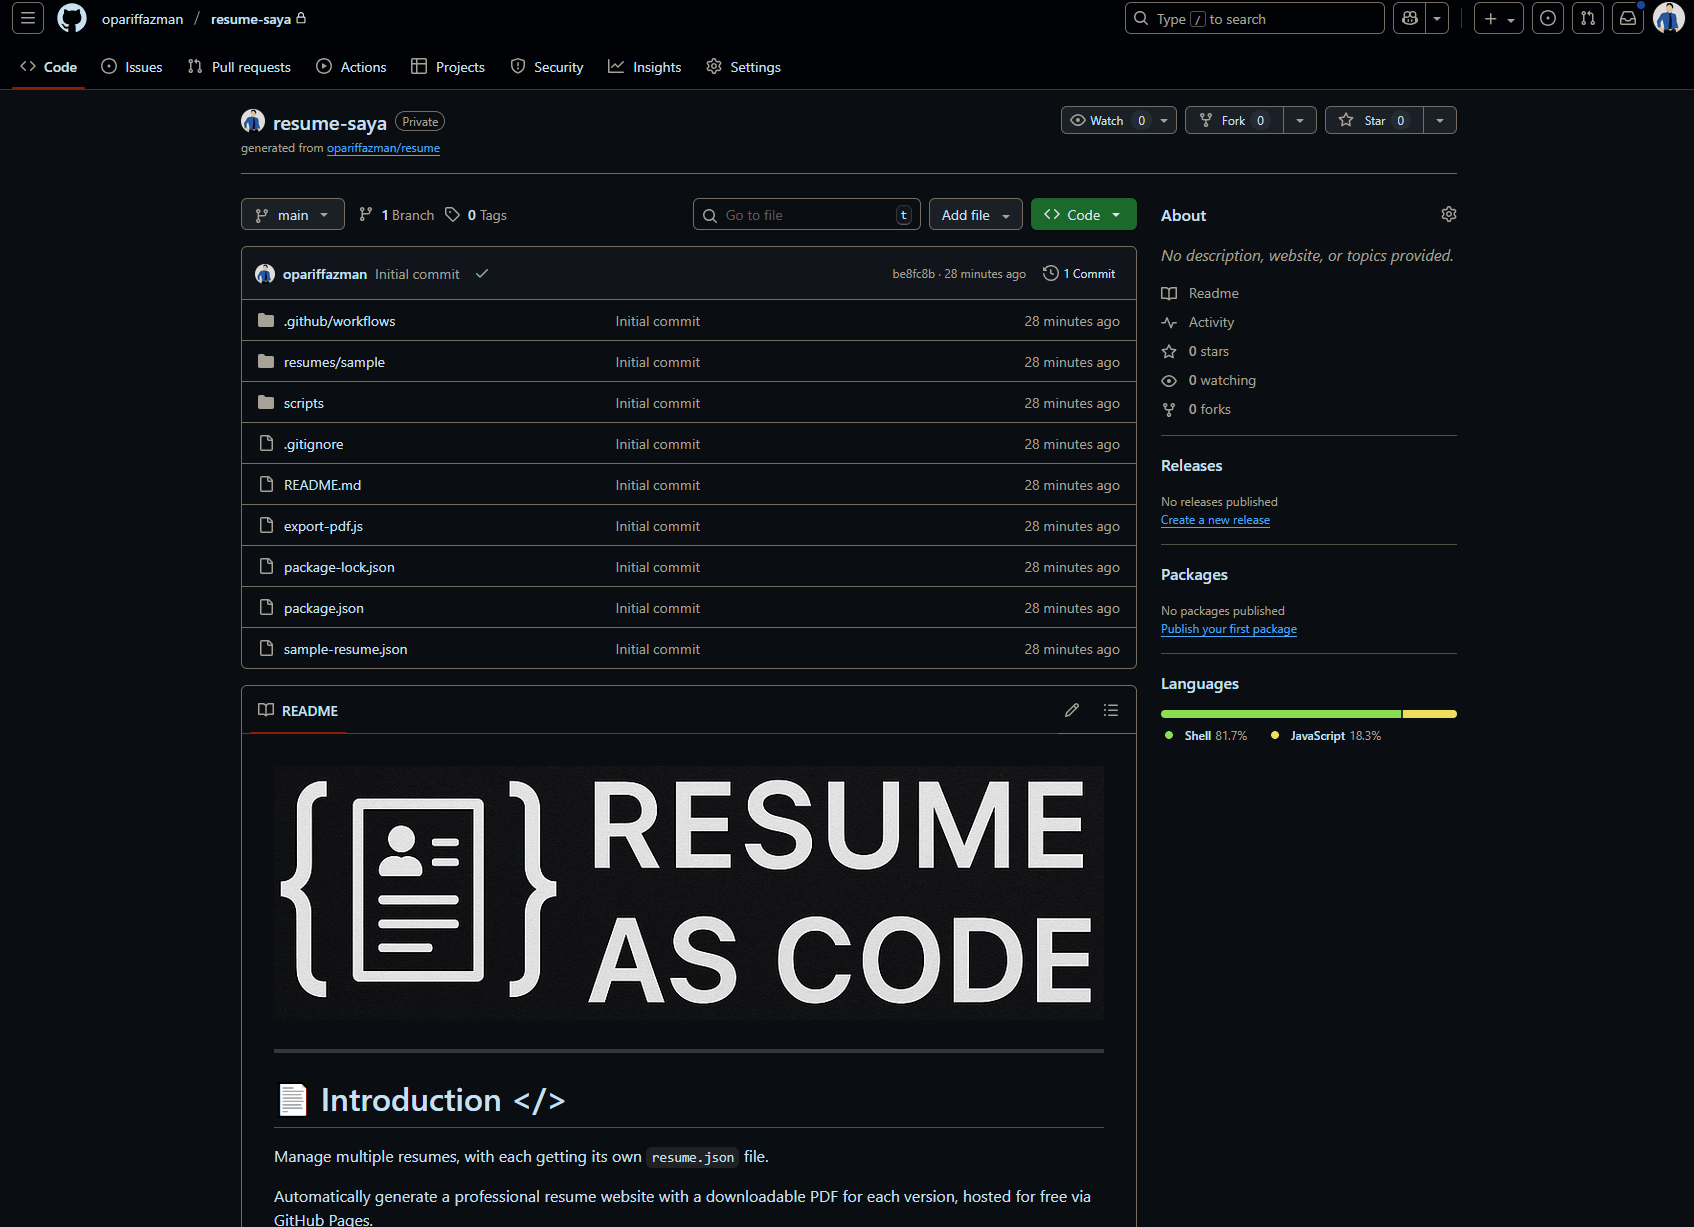 opariffazman / resume-saya
Type / to search
Code Issues Pull requests Actions Projects Security Insights Settings
resume-saya Private
generated from opariffazman/resume
Watch 0 Fork 0 Star 0
main 1 Branch 0 Tags
Go to file t Add file Code
opariffazman Initial commit be8fc8b · 28 minutes ago 1 Commit
.github/workflows Initial commit 28 minutes ago
resumes/sample Initial commit 28 minutes ago
scripts Initial commit 28 minutes ago
.gitignore Initial commit 28 minutes ago
README.md Initial commit 28 minutes ago
export-pdf.js Initial commit 28 minutes ago
package-lock.json Initial commit 28 minutes ago
package.json Initial commit 28 minutes ago
sample-resume.json Initial commit 28 minutes ago
README
RESUME
AS CODE
Introduction </>
Manage multiple resumes, with each getting its own resume.json file.
Automatically generate a professional resume website with a downloadable PDF for each version, hosted for free via
GitHub Pages.
About
No description, website, or topics provided.
Readme
Activity
0 stars
0 watching
0 forks
Releases
No releases published
Create a new release
Packages
No packages published
Publish your first package
Languages
Shell 81.7% JavaScript 18.3%